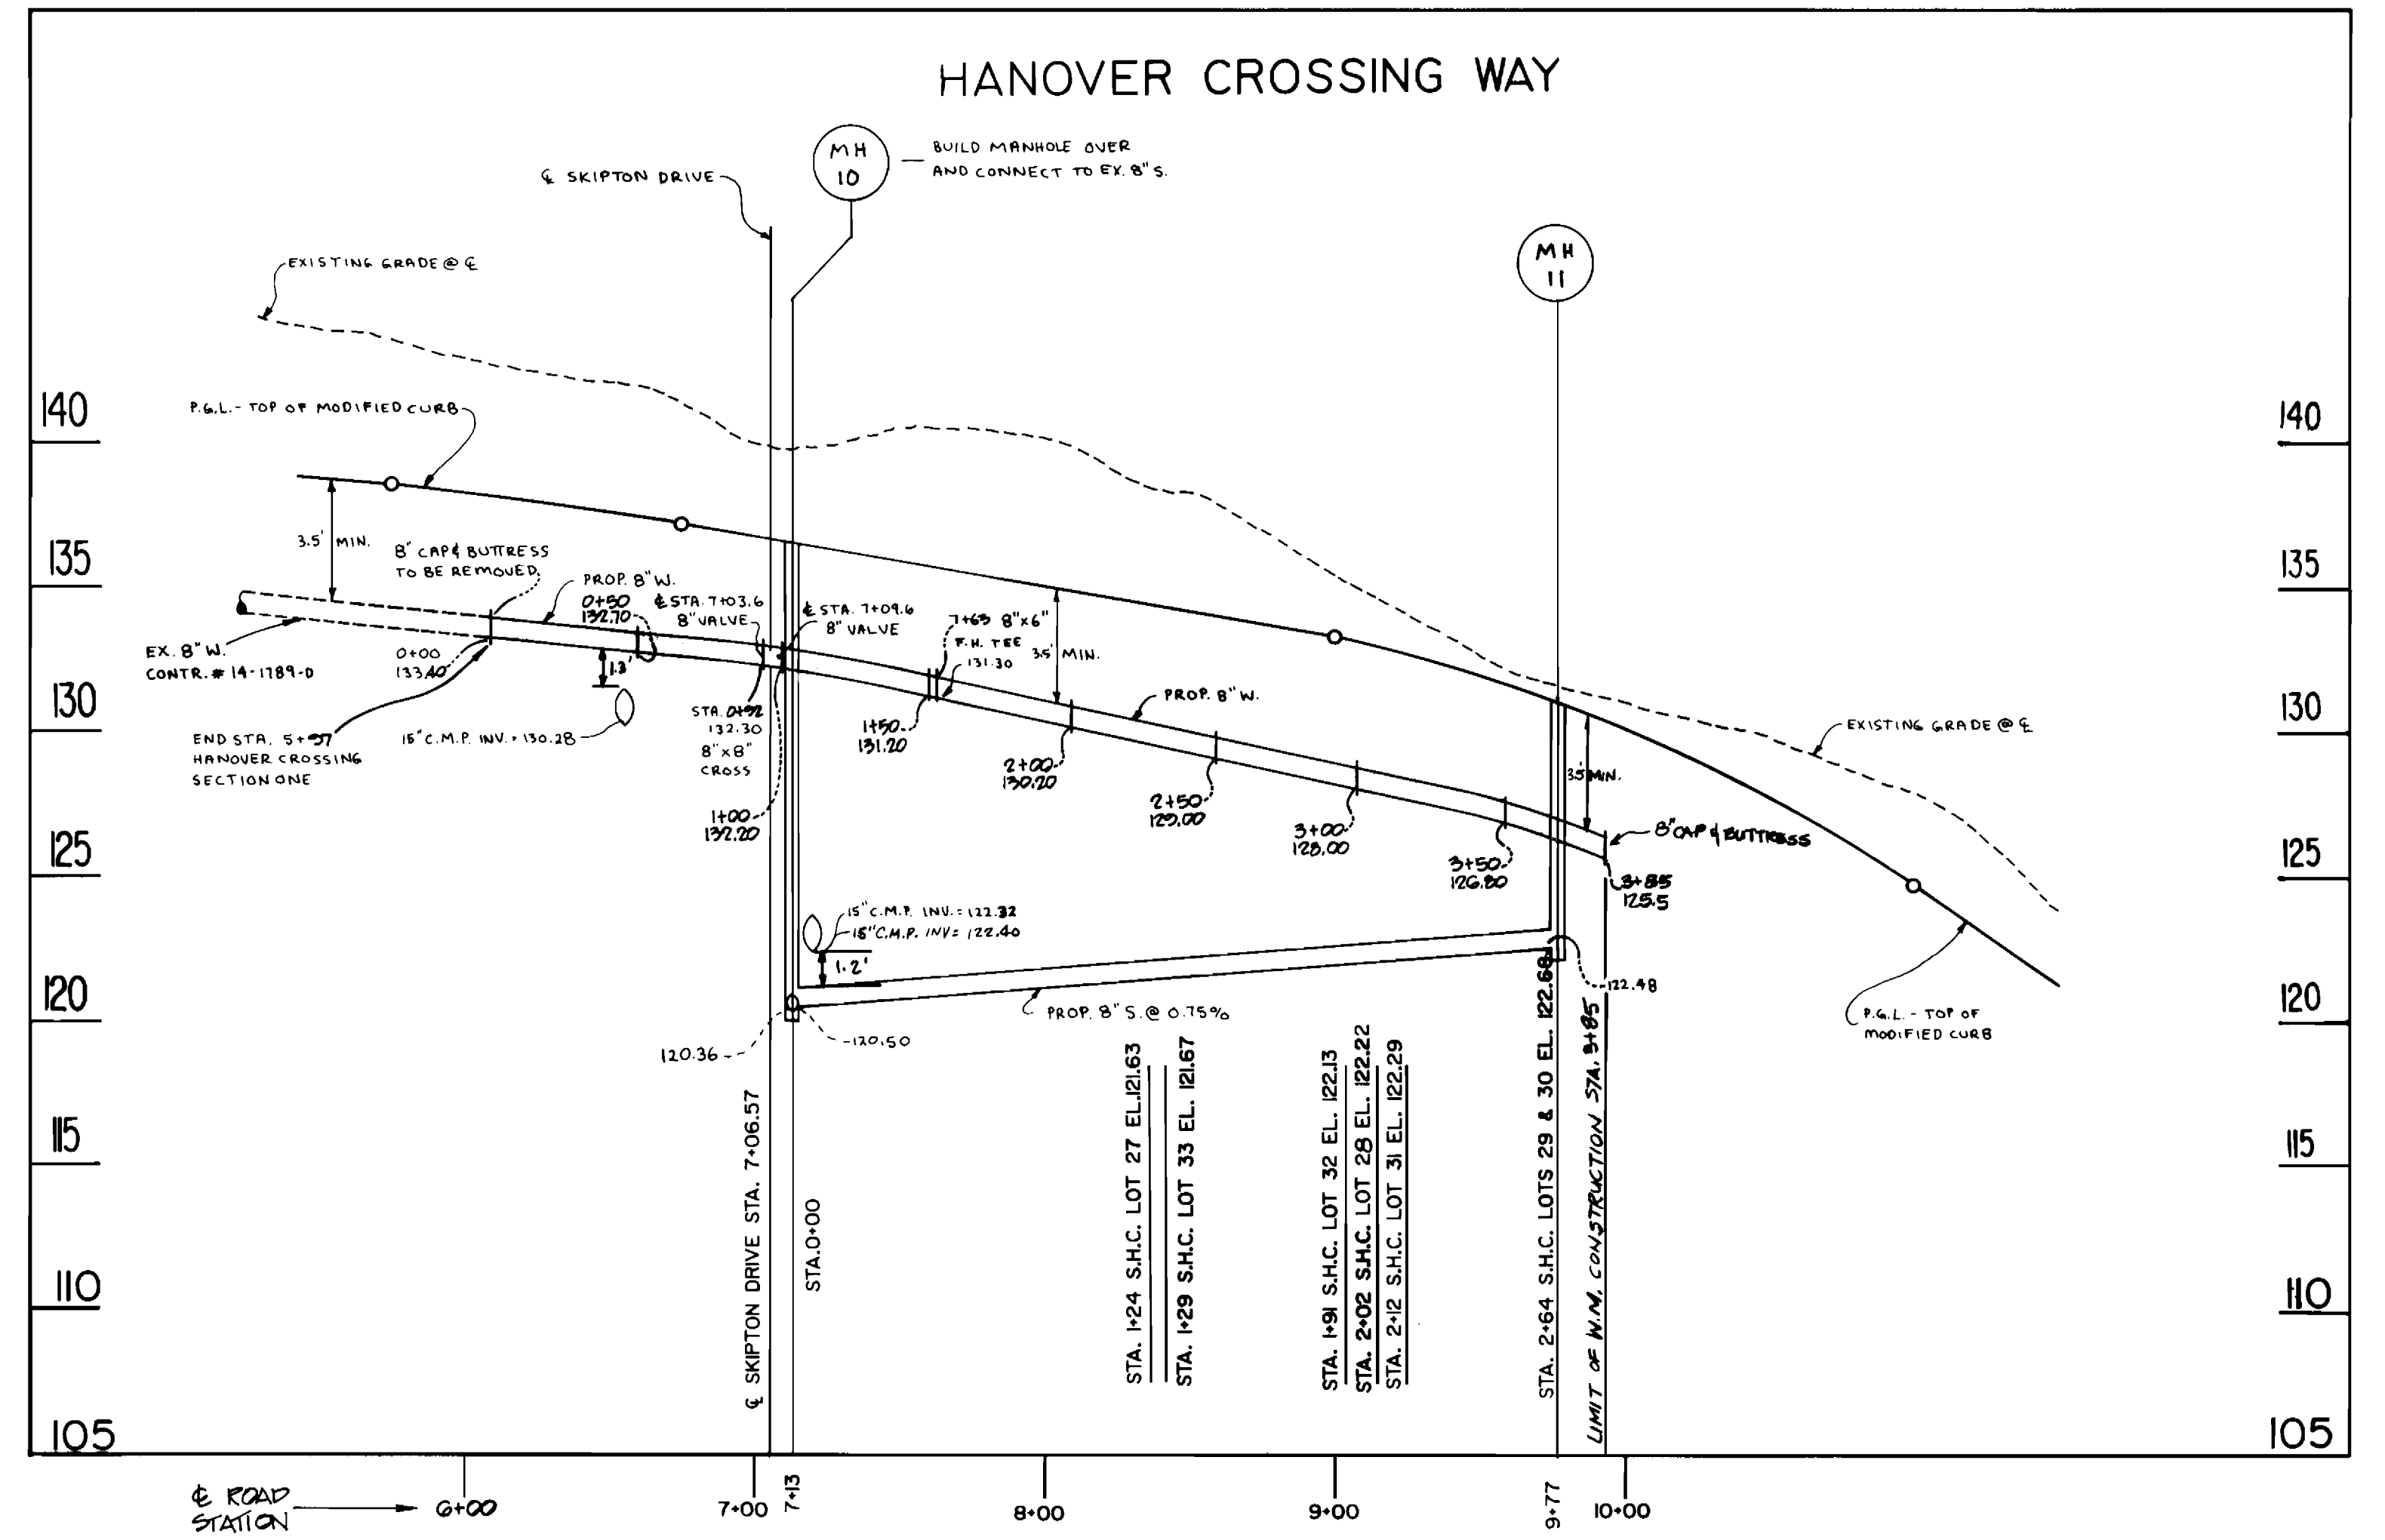 HANOVER CROSSING WAY
MH
10
BUILD MANHOLE OVER
AND CONNECT TO EX. 8" S.
℄ SKIPTON DRIVE
MH
11
EXISTING GRADE @ ℄
P.G.L. - TOP OF MODIFIED CURB
140
140
135
135
130
130
125
125
120
120
115
115
110
110
105
105
3.5' MIN.
8" CAP & BUTTRESS
TO BE REMOVED
PROP. 8" W.
0+50
132.70
℄ STA. 7+03.6
8" VALVE
℄ STA. 7+09.6
8" VALVE
7+63 8"x6"
F.H. TEE
131.30
3.5' MIN.
PROP. 8" W.
EX. 8" W.
CONTR. # 14-1789-D
0+00
133.40
1.3'
15" C.M.P. INV. = 130.28
END STA. 5+97
HANOVER CROSSING
SECTION ONE
STA. 0+92
132.30
8"x8"
CROSS
1+00
132.20
1+50
131.20
2+00
130.20
2+50
129.00
3+00
128.00
3+50
126.80
3.5' MIN.
8" CAP & BUTTRESS
3+85
125.5
EXISTING GRADE @ ℄
15" C.M.P. INV. = 122.32
15" C.M.P. INV = 122.40
1.2'
PROP. 8" S. @ 0.75%
120.36
120.50
122.48
P.G.L. - TOP OF
MODIFIED CURB
℄ SKIPTON DRIVE STA. 7+06.57
STA. 0+00
STA. 1+24 S.H.C. LOT 27 EL. 121.63
STA. 1+29 S.H.C. LOT 33 EL. 121.67
STA. 1+91 S.H.C. LOT 32 EL. 122.13
STA. 2+02 S.H.C. LOT 28 EL. 122.22
STA. 2+12 S.H.C. LOT 31 EL. 122.29
STA. 2+64 S.H.C. LOTS 29 & 30 EL. 122.68
LIMIT OF W.M. CONSTRUCTION STA. 3+85
℄ ROAD
STATION
6+00
7+00
7+13
8+00
9+00
9+77
10+00